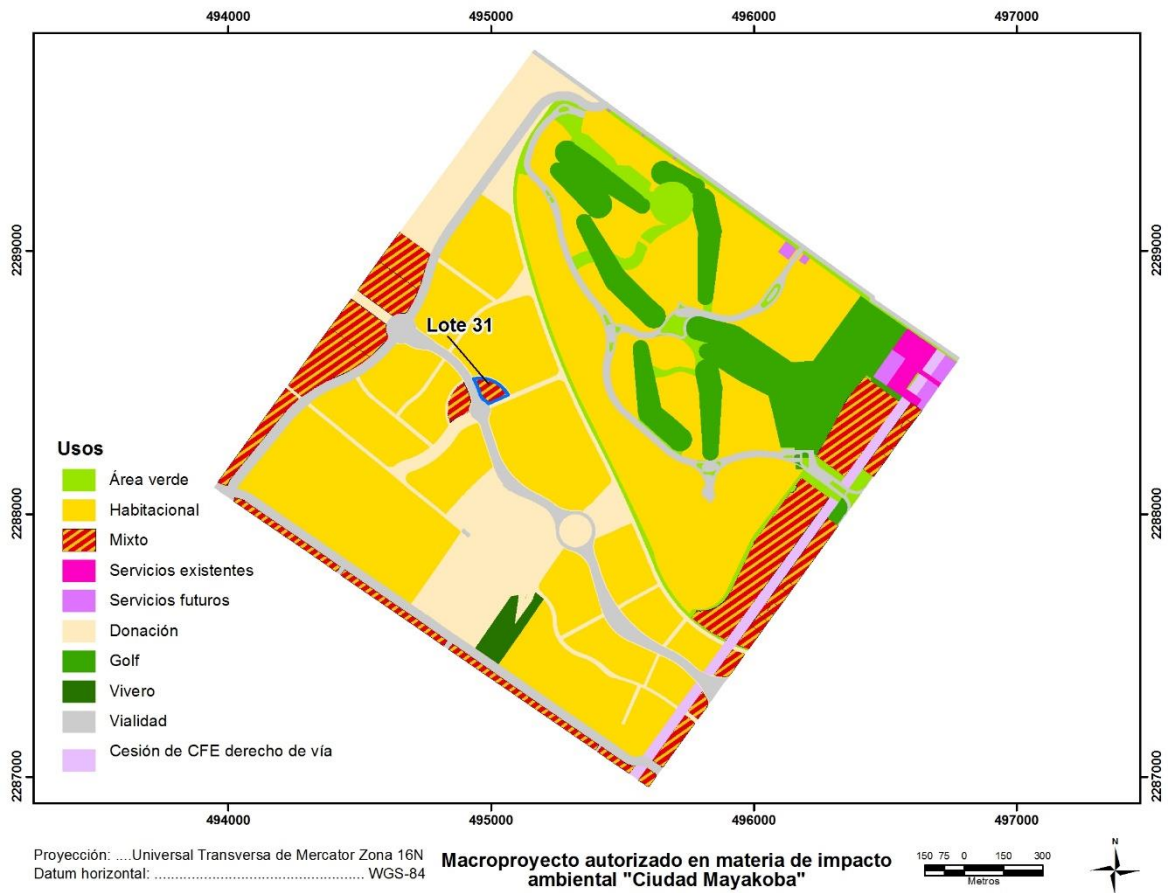 494000 495000 496000 497000
2289000 2289000
Lote 31
Usos
Área verde
Habitacional
Mixto
Servicios existentes
Servicios futuros
Donación
Golf
Vivero
Vialidad
Cesión de CFE derecho de vía
2288000 2288000
2287000 2287000
494000 495000 496000 497000
Proyección: ....Universal Transversa de Mercator Zona 16N
Datum horizontal: ................................................ WGS-84
Macroproyecto autorizado en materia de impacto
ambiental "Ciudad Mayakoba"
150 75 0 150 300
Metros
N